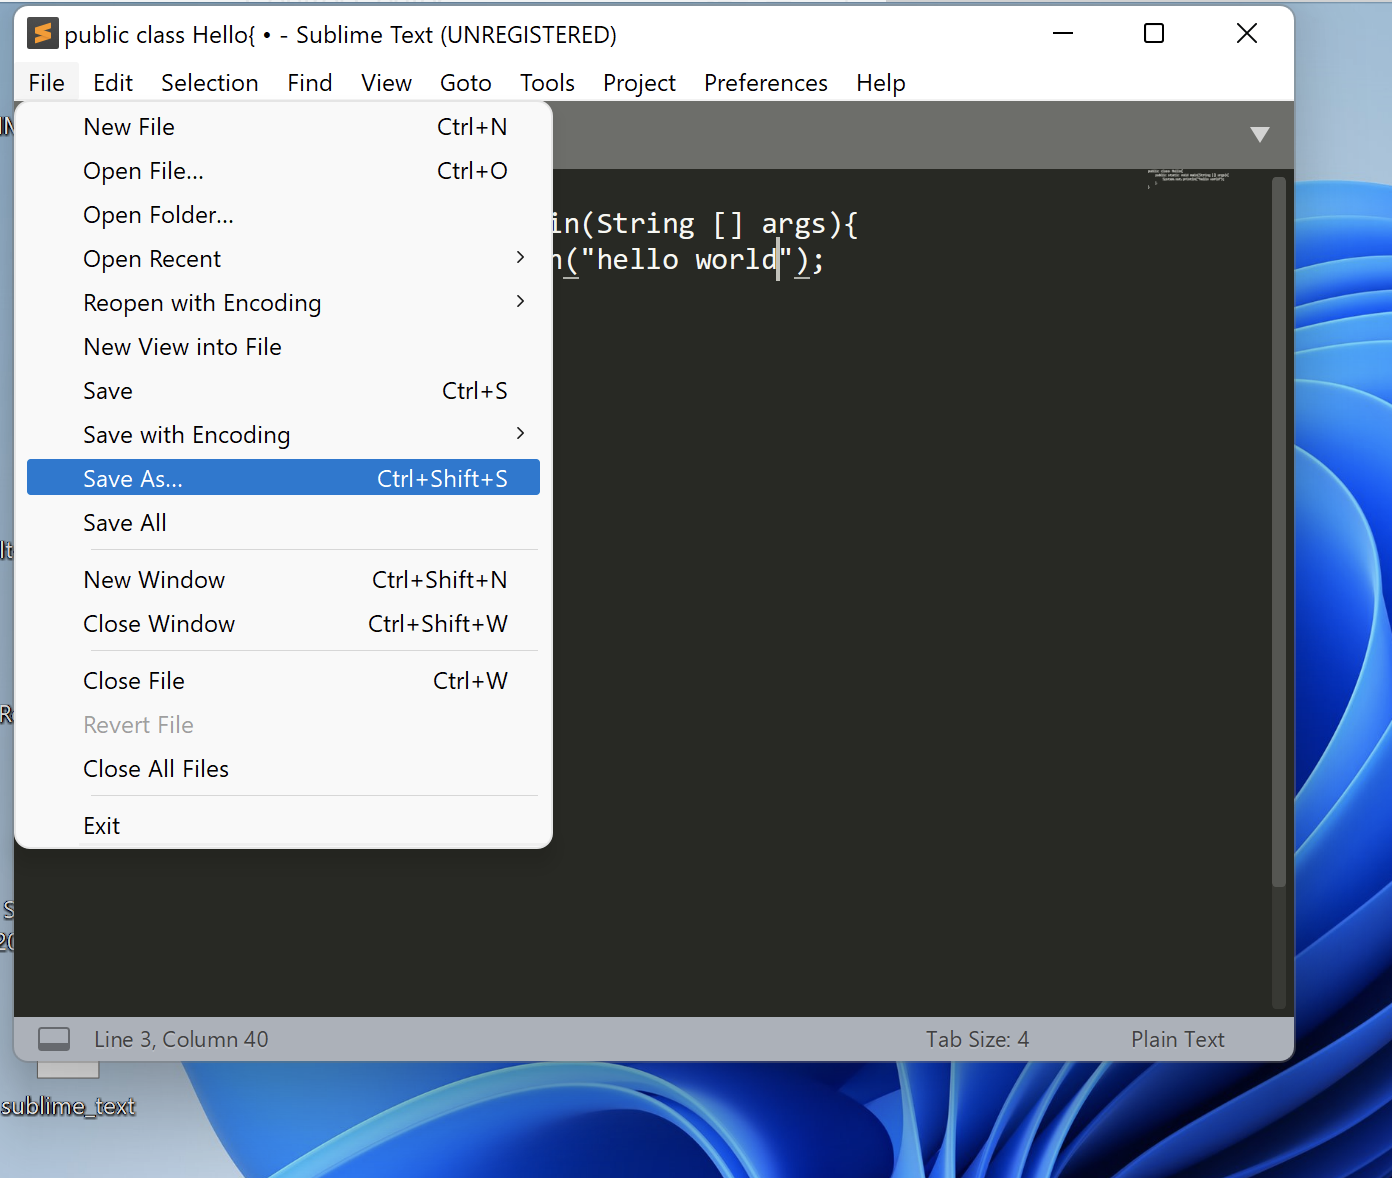 public class Hello{ • - Sublime Text (UNREGISTERED)
File Edit Selection Find View Goto Tools Project Preferences Help
New File Ctrl+N
Open File... Ctrl+O
Open Folder...
Open Recent
Reopen with Encoding
New View into File
Save Ctrl+S
Save with Encoding
Save As... Ctrl+Shift+S
Save All
New Window Ctrl+Shift+N
Close Window Ctrl+Shift+W
Close File Ctrl+W
Revert File
Close All Files
Exit
in(String [] args){
n("hello world");
Line 3, Column 40 Tab Size: 4 Plain Text
sublime_text